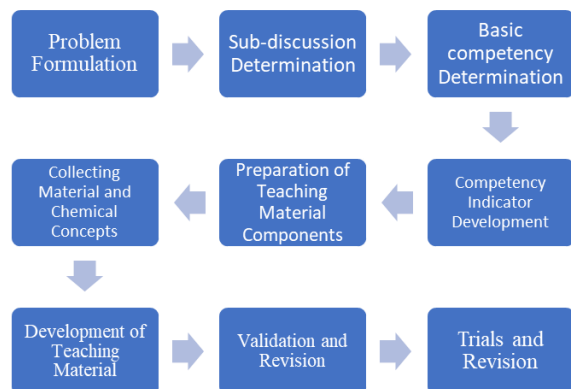 Problem
Formulation
Sub-discussion
Determination
Basic
competency
Determination
Competency
Indicator
Development
Preparation of
Teaching
Material
Components
Collecting
Material and
Chemical
Concepts
Development of
Teaching
Material
Validation and
Revision
Trials and
Revision